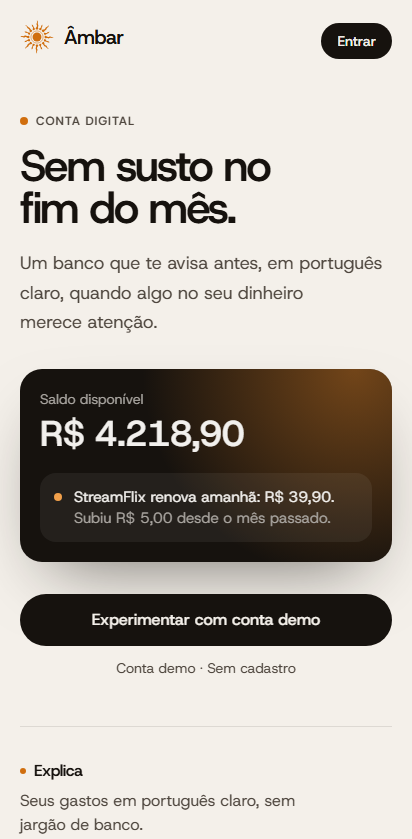 Âmbar
Entrar
CONTA DIGITAL
Sem susto no
fim do mês.
Um banco que te avisa antes, em português
claro, quando algo no seu dinheiro
merece atenção.
Saldo disponível
R$ 4.218,90
StreamFlix renova amanhã: R$ 39,90.
Subiu R$ 5,00 desde o mês passado.
Experimentar com conta demo
Conta demo · Sem cadastro
Explica
Seus gastos em português claro, sem
jargão de banco.